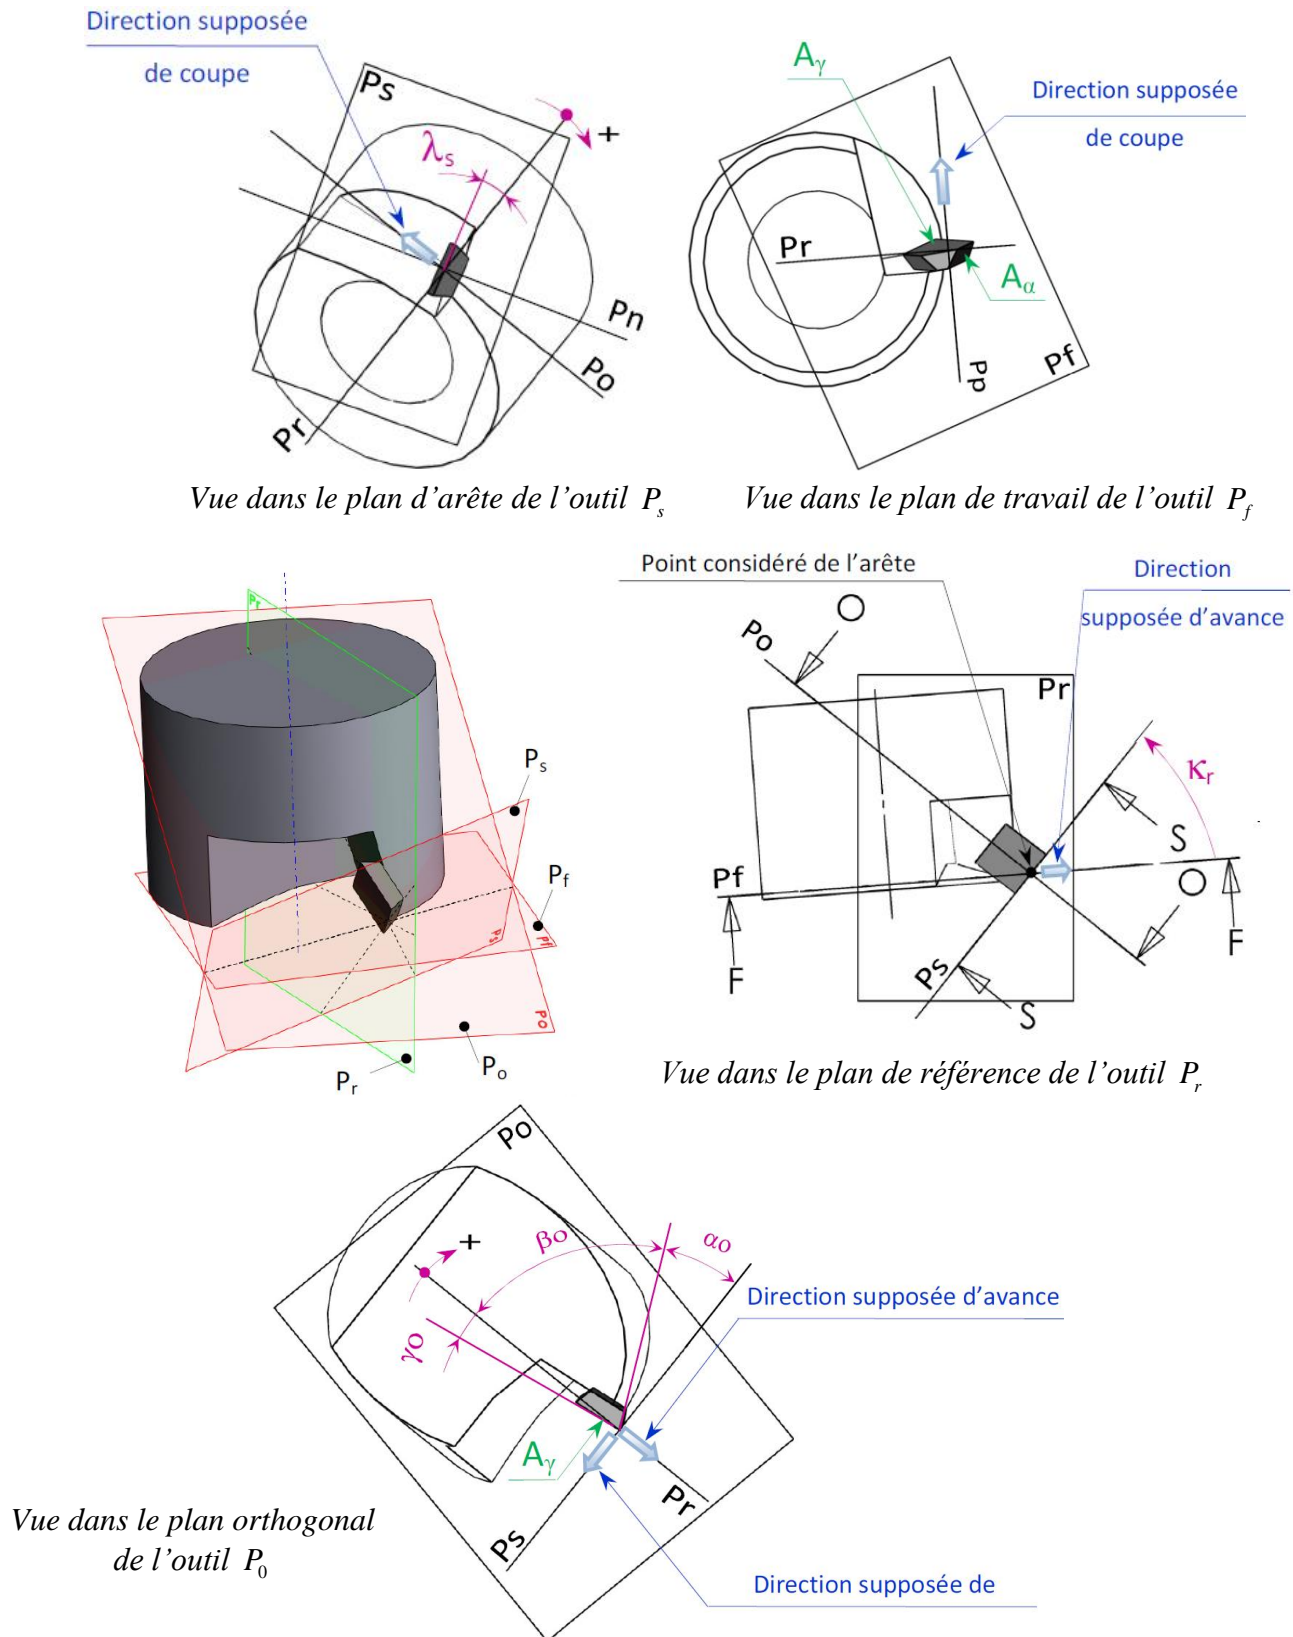 Direction supposée
de coupe
Ps
λs
+
Pn
Po
Pr
Aγ
Direction supposée
de coupe
Pr
Aα
Pp
Pf
Vue dans le plan d'arête de l'outil Ps
Vue dans le plan de travail de l'outil Pf
Pr
Ps
Pf
Ps
Pf
Po
Po
Pr
Point considéré de l'arête
Direction
supposée d'avance
Po
O
Pr
κr
S
Pf
O
F
F
Ps
S
Vue dans le plan de référence de l'outil Pr
Po
+
βo
αo
γo
Direction supposée d'avance
Aγ
Pr
Ps
Vue dans le plan orthogonal
de l'outil P0
Direction supposée de